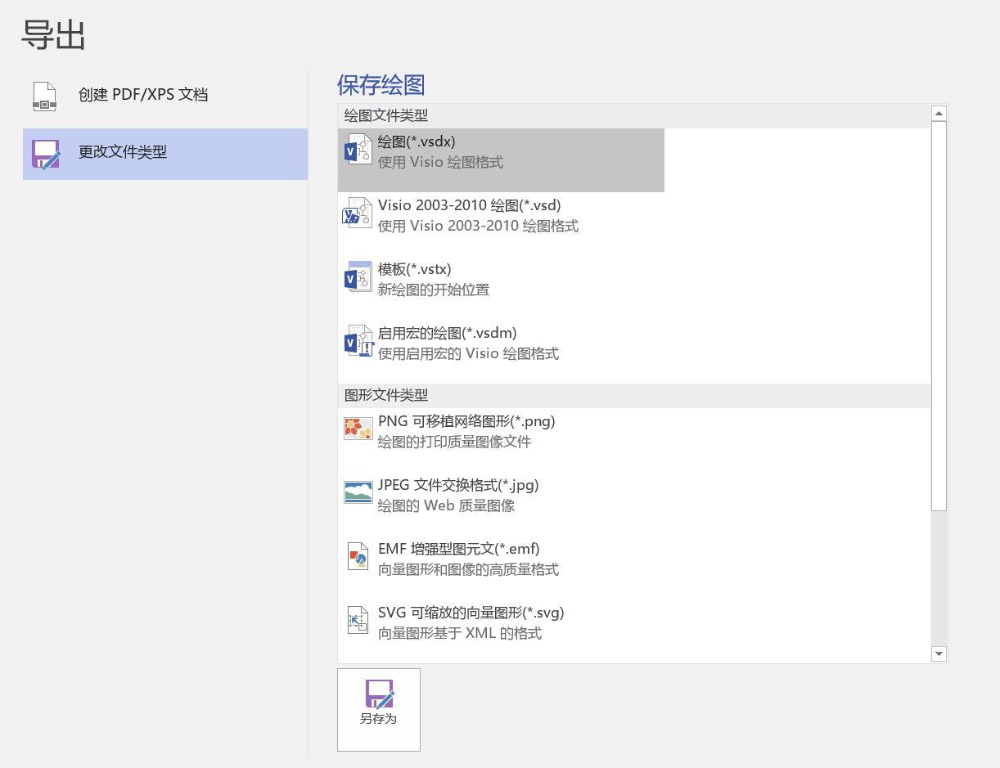 导出
创建 PDF/XPS 文档
更改文件类型
保存绘图
绘图文件类型
绘图(*.vsdx)
使用 Visio 绘图格式
Visio 2003-2010 绘图(*.vsd)
使用 Visio 2003-2010 绘图格式
模板(*.vstx)
新绘图的开始位置
启用宏的绘图(*.vsdm)
使用启用宏的 Visio 绘图格式
图形文件类型
PNG 可移植网络图形(*.png)
绘图的打印质量图像文件
JPEG 文件交换格式(*.jpg)
绘图的 Web 质量图像
EMF 增强型图元文(*.emf)
向量图形和图像的高质量格式
SVG 可缩放的向量图形(*.svg)
向量图形基于 XML 的格式
另存为